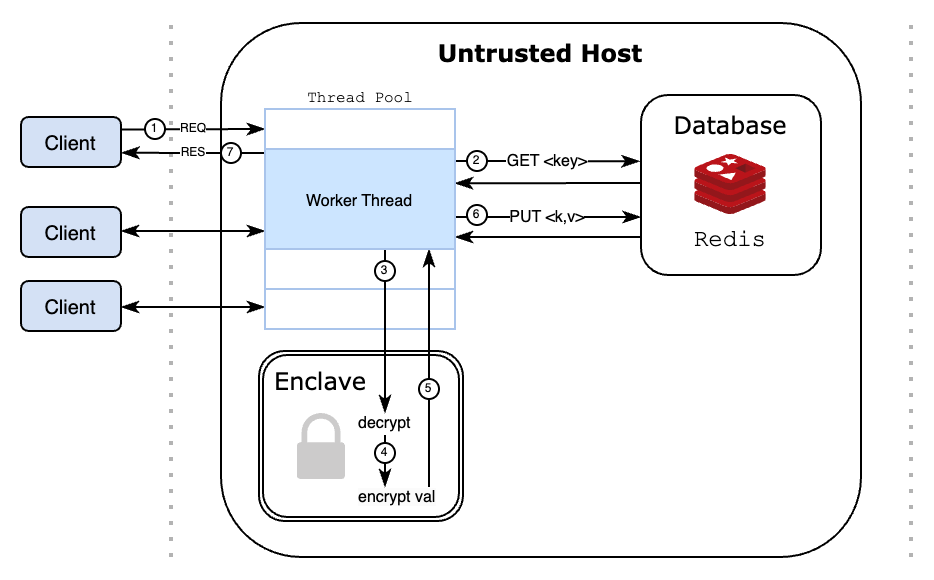 Untrusted Host
Thread Pool
Client
1
REQ
RES
7
Worker Thread
2
GET <key>
6
PUT <k,v>
Database
Redis
Client
Client
3
Enclave
5
decrypt
4
encrypt val